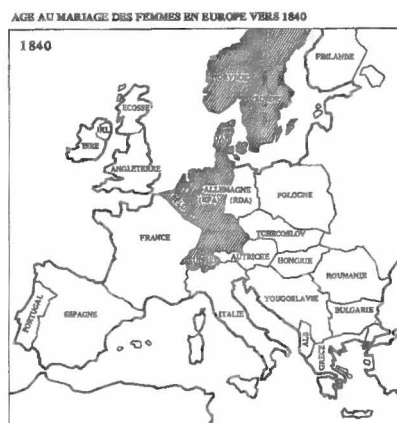 AGE AU MARIAGE DES FEMMES EN EUROPE VERS 1840
1840
FINLANDE
ECOSSE
IRL
EIRE
ANGLETERRE
ALLEMAGNE
(RFA) (RDA)
POLOGNE
TCHECOSLOV
FRANCE
AUTRICHE
HONGRIE
ROUMANIE
YOUGOSLAVIE
BULGARIE
PORTUGAL
ESPAGNE
ITALIE
ALB
GRECE